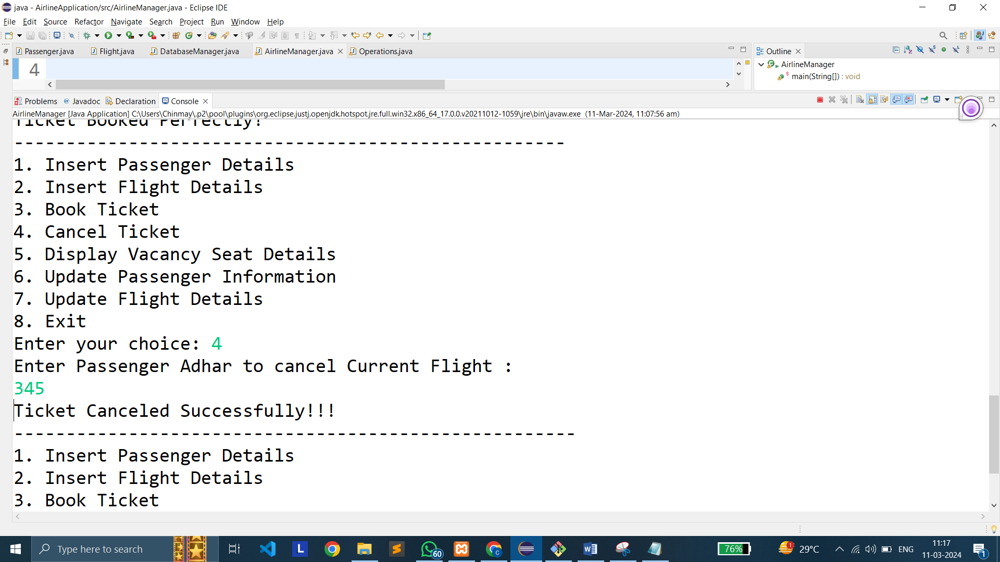 java - AirlineApplication/src/AirlineManager.java - Eclipse IDE
File Edit Source Refactor Navigate Search Project Run Window Help
Passenger.java Flight.java DatabaseManager.java AirlineManager.java Operations.java
Outline
4
AirlineManager
main(String[]) : void
Problems @ Javadoc Declaration Console
AirlineManager [Java Application] C:\Users\Chinmay\.p2\pool\plugins\org.eclipse.justj.openjdk.hotspot.jre.full.win32.x86_64_17.0.0.v20211012-1059\jre\bin\javaw.exe (11-Mar-2024, 11:07:56 am)
Ticket Booked Perfectly!
-----------------------------------------------------
1. Insert Passenger Details
2. Insert Flight Details
3. Book Ticket
4. Cancel Ticket
5. Display Vacancy Seat Details
6. Update Passenger Information
7. Update Flight Details
8. Exit
Enter your choice: 4
Enter Passenger Adhar to cancel Current Flight :
345
Ticket Canceled Successfully!!!
------------------------------------------------------
1. Insert Passenger Details
2. Insert Flight Details
3. Book Ticket
Type here to search
L
60
W
76%
1
29°C
ENG
11:17
11-03-2024
1